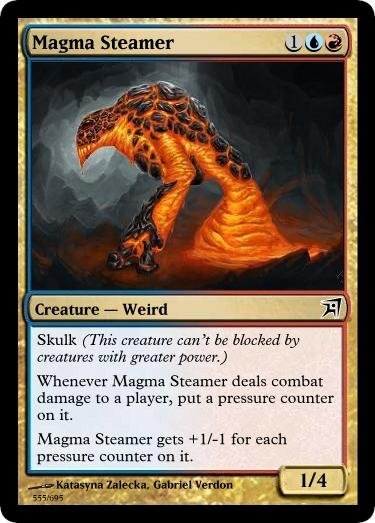 Magma Steamer 1
Creature — Weird
Skulk (This creature can't be blocked by
creatures with greater power.)
Whenever Magma Steamer deals combat
damage to a player, put a pressure counter
on it.
Magma Steamer gets +1/-1 for each
pressure counter on it.
1/4
Katasyna Zalecka, Gabriel Verdon
555/695